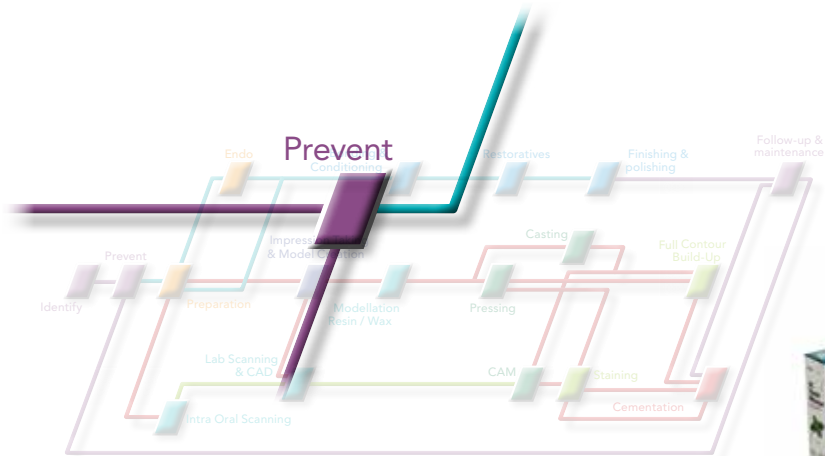 Prevent
Endo
Conditioning
Restoratives
Finishing &
polishing
Follow-up &
maintenance
Casting
Full Contour
Build-Up
Prevent
& Model Creation
Identify
Preparation
Modellation
Resin / Wax
Pressing
Lab Scanning
& CAD
CAM
Staining
Cementation
Intra Oral Scanning